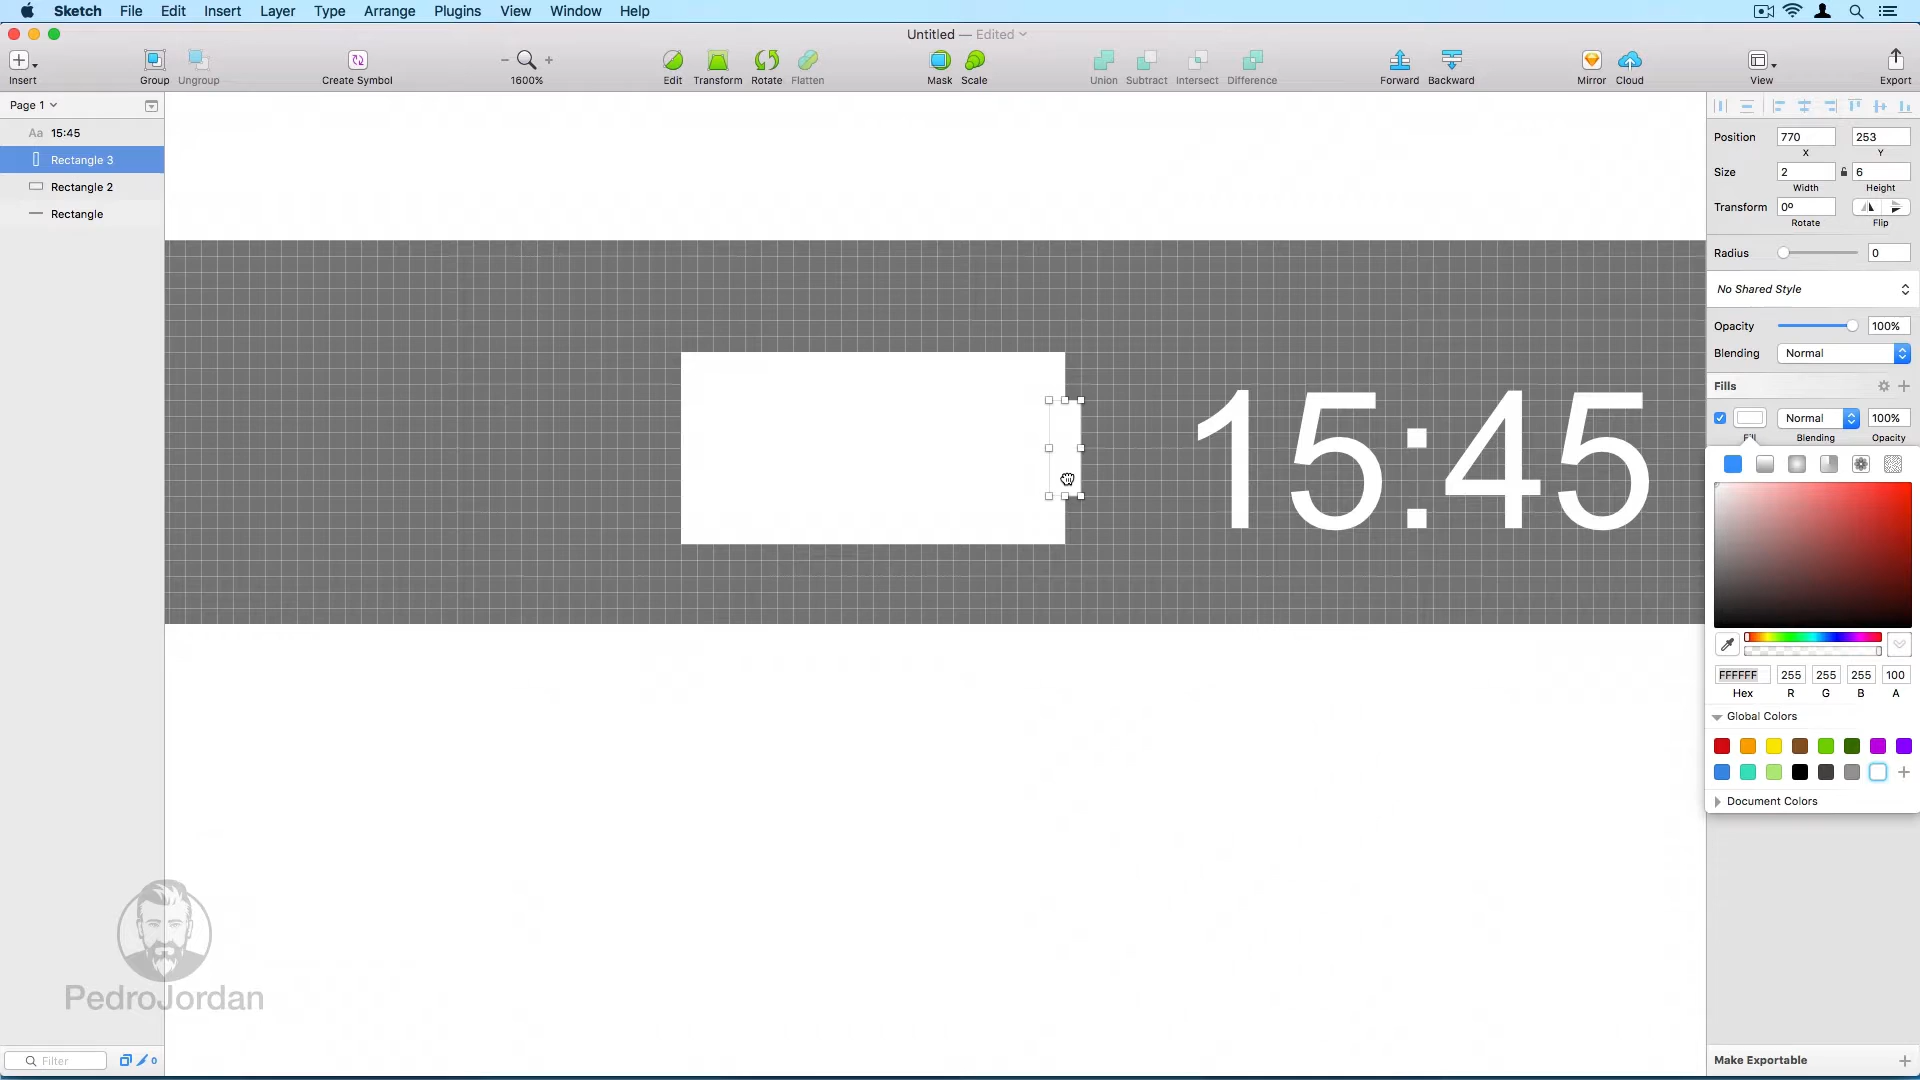 Sketch File Edit Insert Layer Type Arrange Plugins View Window Help
Untitled — Edited
Insert Group Ungroup Create Symbol 1600% Edit Transform Rotate Flatten Mask Scale Union Subtract Intersect Difference Forward Backward Mirror Cloud View Export
Page 1
Aa 15:45
Rectangle 3
Rectangle 2
Rectangle
15:45
Position 770 253
X Y
Size 2 6
Width Height
Transform 0º
Rotate Flip
Radius 0
No Shared Style
Opacity 100%
Blending Normal
Fills
Normal 100%
Fill Blending Opacity
FFFFFF 255 255 255 100
Hex R G B A
Global Colors
Document Colors
PedroJordan
Filter 0
Make Exportable